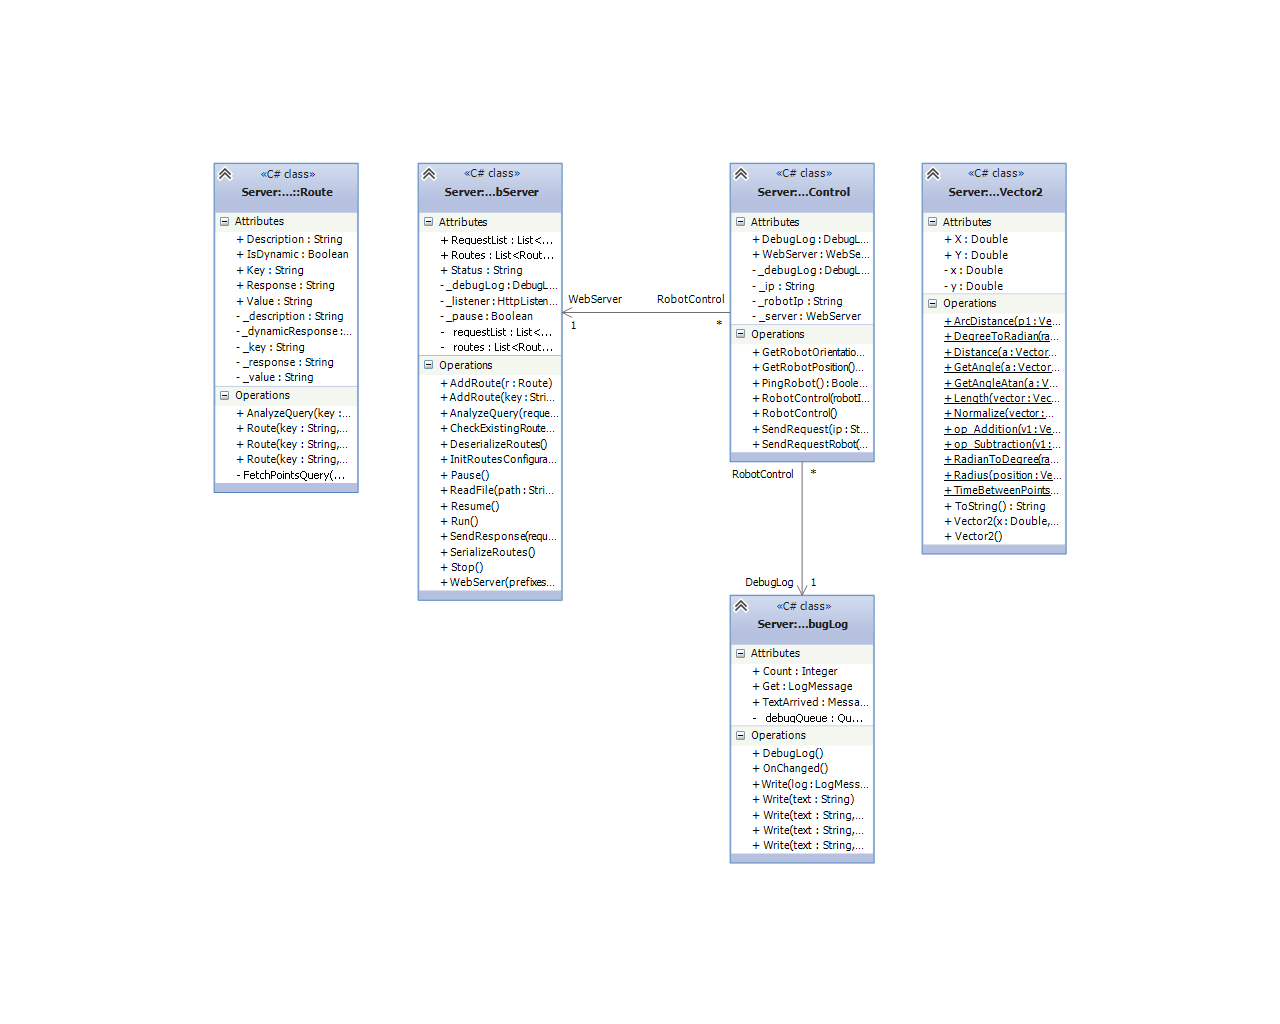 «C# class»
Server:...::Route
Attributes
+ Description : String
+ IsDynamic : Boolean
+ Key : String
+ Response : String
+ Value : String
- _description : String
- _dynamicResponse :...
- _key : String
- _response : String
- _value : String
Operations
+ AnalyzeQuery(key :...
+ Route(key : String,...
+ Route(key : String,...
+ Route(key : String,...
- FetchPointsQuery(...
«C# class»
Server:...bServer
Attributes
+ RequestList : List<...
+ Routes : List<Rout...
+ Status : String
- _debugLog : DebugL...
- _listener : HttpListen...
- _pause : Boolean
- _requestList : List<...
- _routes : List<Rout...
Operations
+ AddRoute(r : Route)
+ AddRoute(key : Stri...
+ AnalyzeQuery(reque...
+ CheckExistingRoute...
+ DeserializeRoutes()
+ InitRoutesConfigura...
+ Pause()
+ ReadFile(path : Stri...
+ Resume()
+ Run()
+ SendResponse(requ...
+ SerializeRoutes()
+ Stop()
+ WebServer(prefixes...
WebServer
1
RobotControl
*
«C# class»
Server:...Control
Attributes
+ DebugLog : DebugL...
+ WebServer : WebSe...
- _debugLog : DebugL...
- _ip : String
- _robotIp : String
- _server : WebServer
Operations
+ GetRobotOrientatio...
+ GetRobotPosition()...
+ PingRobot() : Boole...
+ RobotControl(robotI...
+ RobotControl()
+ SendRequest(ip : St...
+ SendRequestRobot(...
RobotControl
*
DebugLog
1
«C# class»
Server:...bugLog
Attributes
+ Count : Integer
+ Get : LogMessage
+ TextArrived : Messa...
- _debugQueue : Qu...
Operations
+ DebugLog()
+ OnChanged()
+ Write(log : LogMess...
+ Write(text : String)
+ Write(text : String,...
+ Write(text : String,...
+ Write(text : String,...
«C# class»
Server:...Vector2
Attributes
+ X : Double
+ Y : Double
- x : Double
- y : Double
Operations
+ ArcDistance(p1 : Ve...
+ DegreeToRadian(ra...
+ Distance(a : Vector...
+ GetAngle(a : Vector...
+ GetAngleAtan(a : V...
+ Length(vector : Vec...
+ Normalize(vector :...
+ op_Addition(v1 : Ve...
+ op_Subtraction(v1 :...
+ RadianToDegree(ra...
+ Radius(position : Ve...
+ TimeBetweenPoints...
+ ToString() : String
+ Vector2(x : Double,...
+ Vector2()